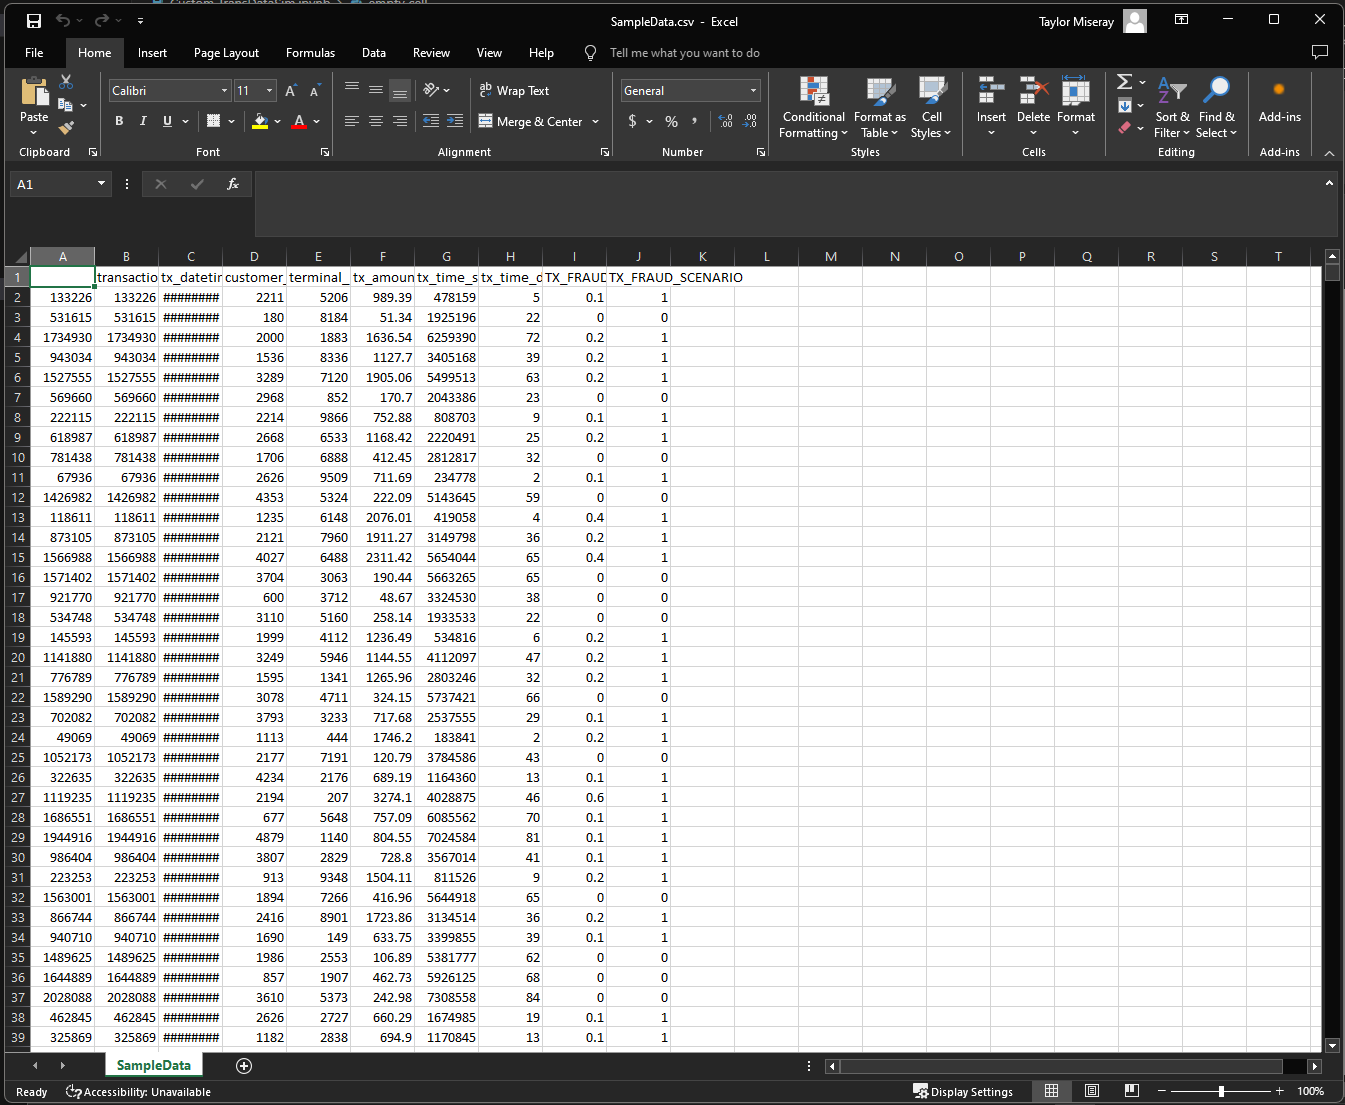 SampleData.csv - Excel
Taylor Miseray
File Home Insert Page Layout Formulas Data Review View Help Tell me what you want to do
Paste
Calibri 11
B I U A
Wrap Text
Merge & Center
General
$ % ,
Conditional Formatting
Format as Table
Cell Styles
Insert Delete Format
Sort & Filter
Find & Select
Add-ins
Clipboard Font Alignment Number Styles Cells Editing Add-ins
A1 fx
A B C D E F G H I J K L M N O P Q R S T
1 transactio tx_datetin customer_ terminal_ tx_amoun tx_time_s tx_time_d TX_FRAUD TX_FRAUD_SCENARIO
2 133226 133226 ######## 2211 5206 989.39 478159 5 0.1 1
3 531615 531615 ######## 180 8184 51.34 1925196 22 0 0
4 1734930 1734930 ######## 2000 1883 1636.54 6259390 72 0.2 1
5 943034 943034 ######## 1536 8336 1127.7 3405168 39 0.2 1
6 1527555 1527555 ######## 3289 7120 1905.06 5499513 63 0.2 1
7 569660 569660 ######## 2968 852 170.7 2043386 23 0 0
8 222115 222115 ######## 2214 9866 752.88 808703 9 0.1 1
9 618987 618987 ######## 2668 6533 1168.42 2220491 25 0.2 1
10 781438 781438 ######## 1706 6888 412.45 2812817 32 0 0
11 67936 67936 ######## 2626 9509 711.69 234778 2 0.1 1
12 1426982 1426982 ######## 4353 5324 222.09 5143645 59 0 0
13 118611 118611 ######## 1235 6148 2076.01 419058 4 0.4 1
14 873105 873105 ######## 2121 7960 1911.27 3149798 36 0.2 1
15 1566988 1566988 ######## 4027 6488 2311.42 5654044 65 0.4 1
16 1571402 1571402 ######## 3704 3063 190.44 5663265 65 0 0
17 921770 921770 ######## 600 3712 48.67 3324530 38 0 0
18 534748 534748 ######## 3110 5160 258.14 1933533 22 0 0
19 145593 145593 ######## 1999 4112 1236.49 534816 6 0.2 1
20 1141880 1141880 ######## 3249 5946 1144.55 4112097 47 0.2 1
21 776789 776789 ######## 1595 1341 1265.96 2803246 32 0.2 1
22 1589290 1589290 ######## 3078 4711 324.15 5737421 66 0 0
23 702082 702082 ######## 3793 3233 717.68 2537555 29 0.1 1
24 49069 49069 ######## 1113 444 1746.2 183841 2 0.2 1
25 1052173 1052173 ######## 2177 7191 120.79 3784586 43 0 0
26 322635 322635 ######## 4234 2176 689.19 1164360 13 0.1 1
27 1119235 1119235 ######## 2194 207 3274.1 4028875 46 0.6 1
28 1686551 1686551 ######## 677 5648 757.09 6085562 70 0.1 1
29 1944916 1944916 ######## 4879 1140 804.55 7024584 81 0.1 1
30 986404 986404 ######## 3807 2829 728.8 3567014 41 0.1 1
31 223253 223253 ######## 913 9348 1504.11 811526 9 0.2 1
32 1563001 1563001 ######## 1894 7266 416.96 5644918 65 0 0
33 866744 866744 ######## 2416 8901 1723.86 3134514 36 0.2 1
34 940710 940710 ######## 1690 149 633.75 3399855 39 0.1 1
35 1489625 1489625 ######## 1986 2553 106.89 5381777 62 0 0
36 1644889 1644889 ######## 857 1907 462.73 5926125 68 0 0
37 2028088 2028088 ######## 3610 5373 242.98 7308558 84 0 0
38 462845 462845 ######## 2626 2727 660.29 1674985 19 0.1 1
39 325869 325869 ######## 1182 2838 694.9 1170845 13 0.1 1
SampleData
Ready Accessibility: Unavailable Display Settings 100%